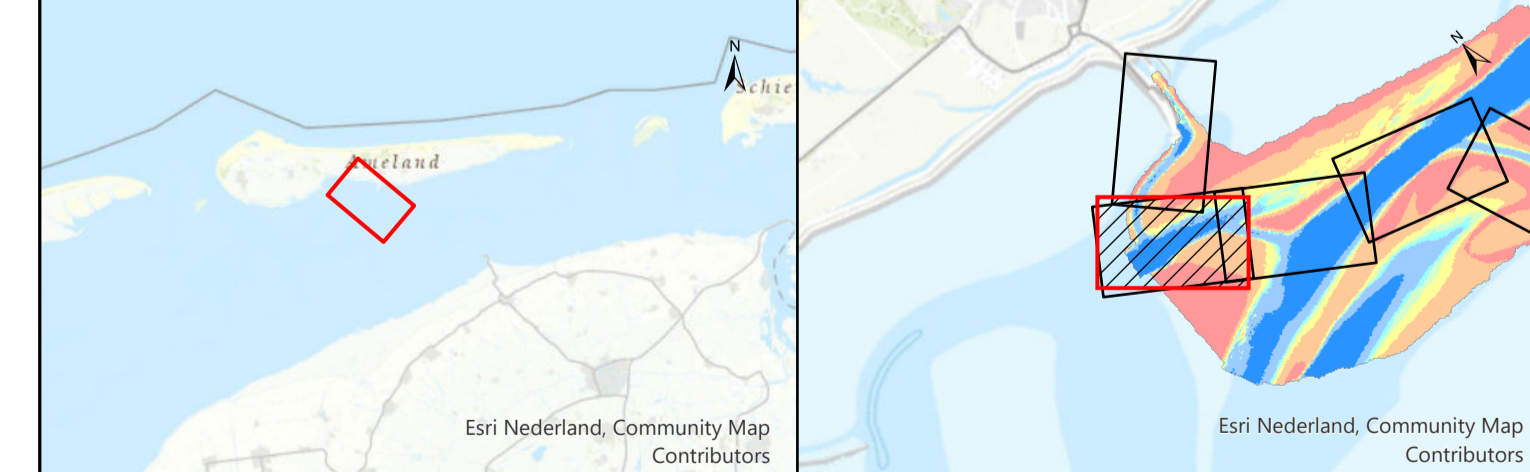 N
Schie
Ameland
Esri Nederland, Community Map
Contributors
N
Esri Nederland, Community Map
Contributors